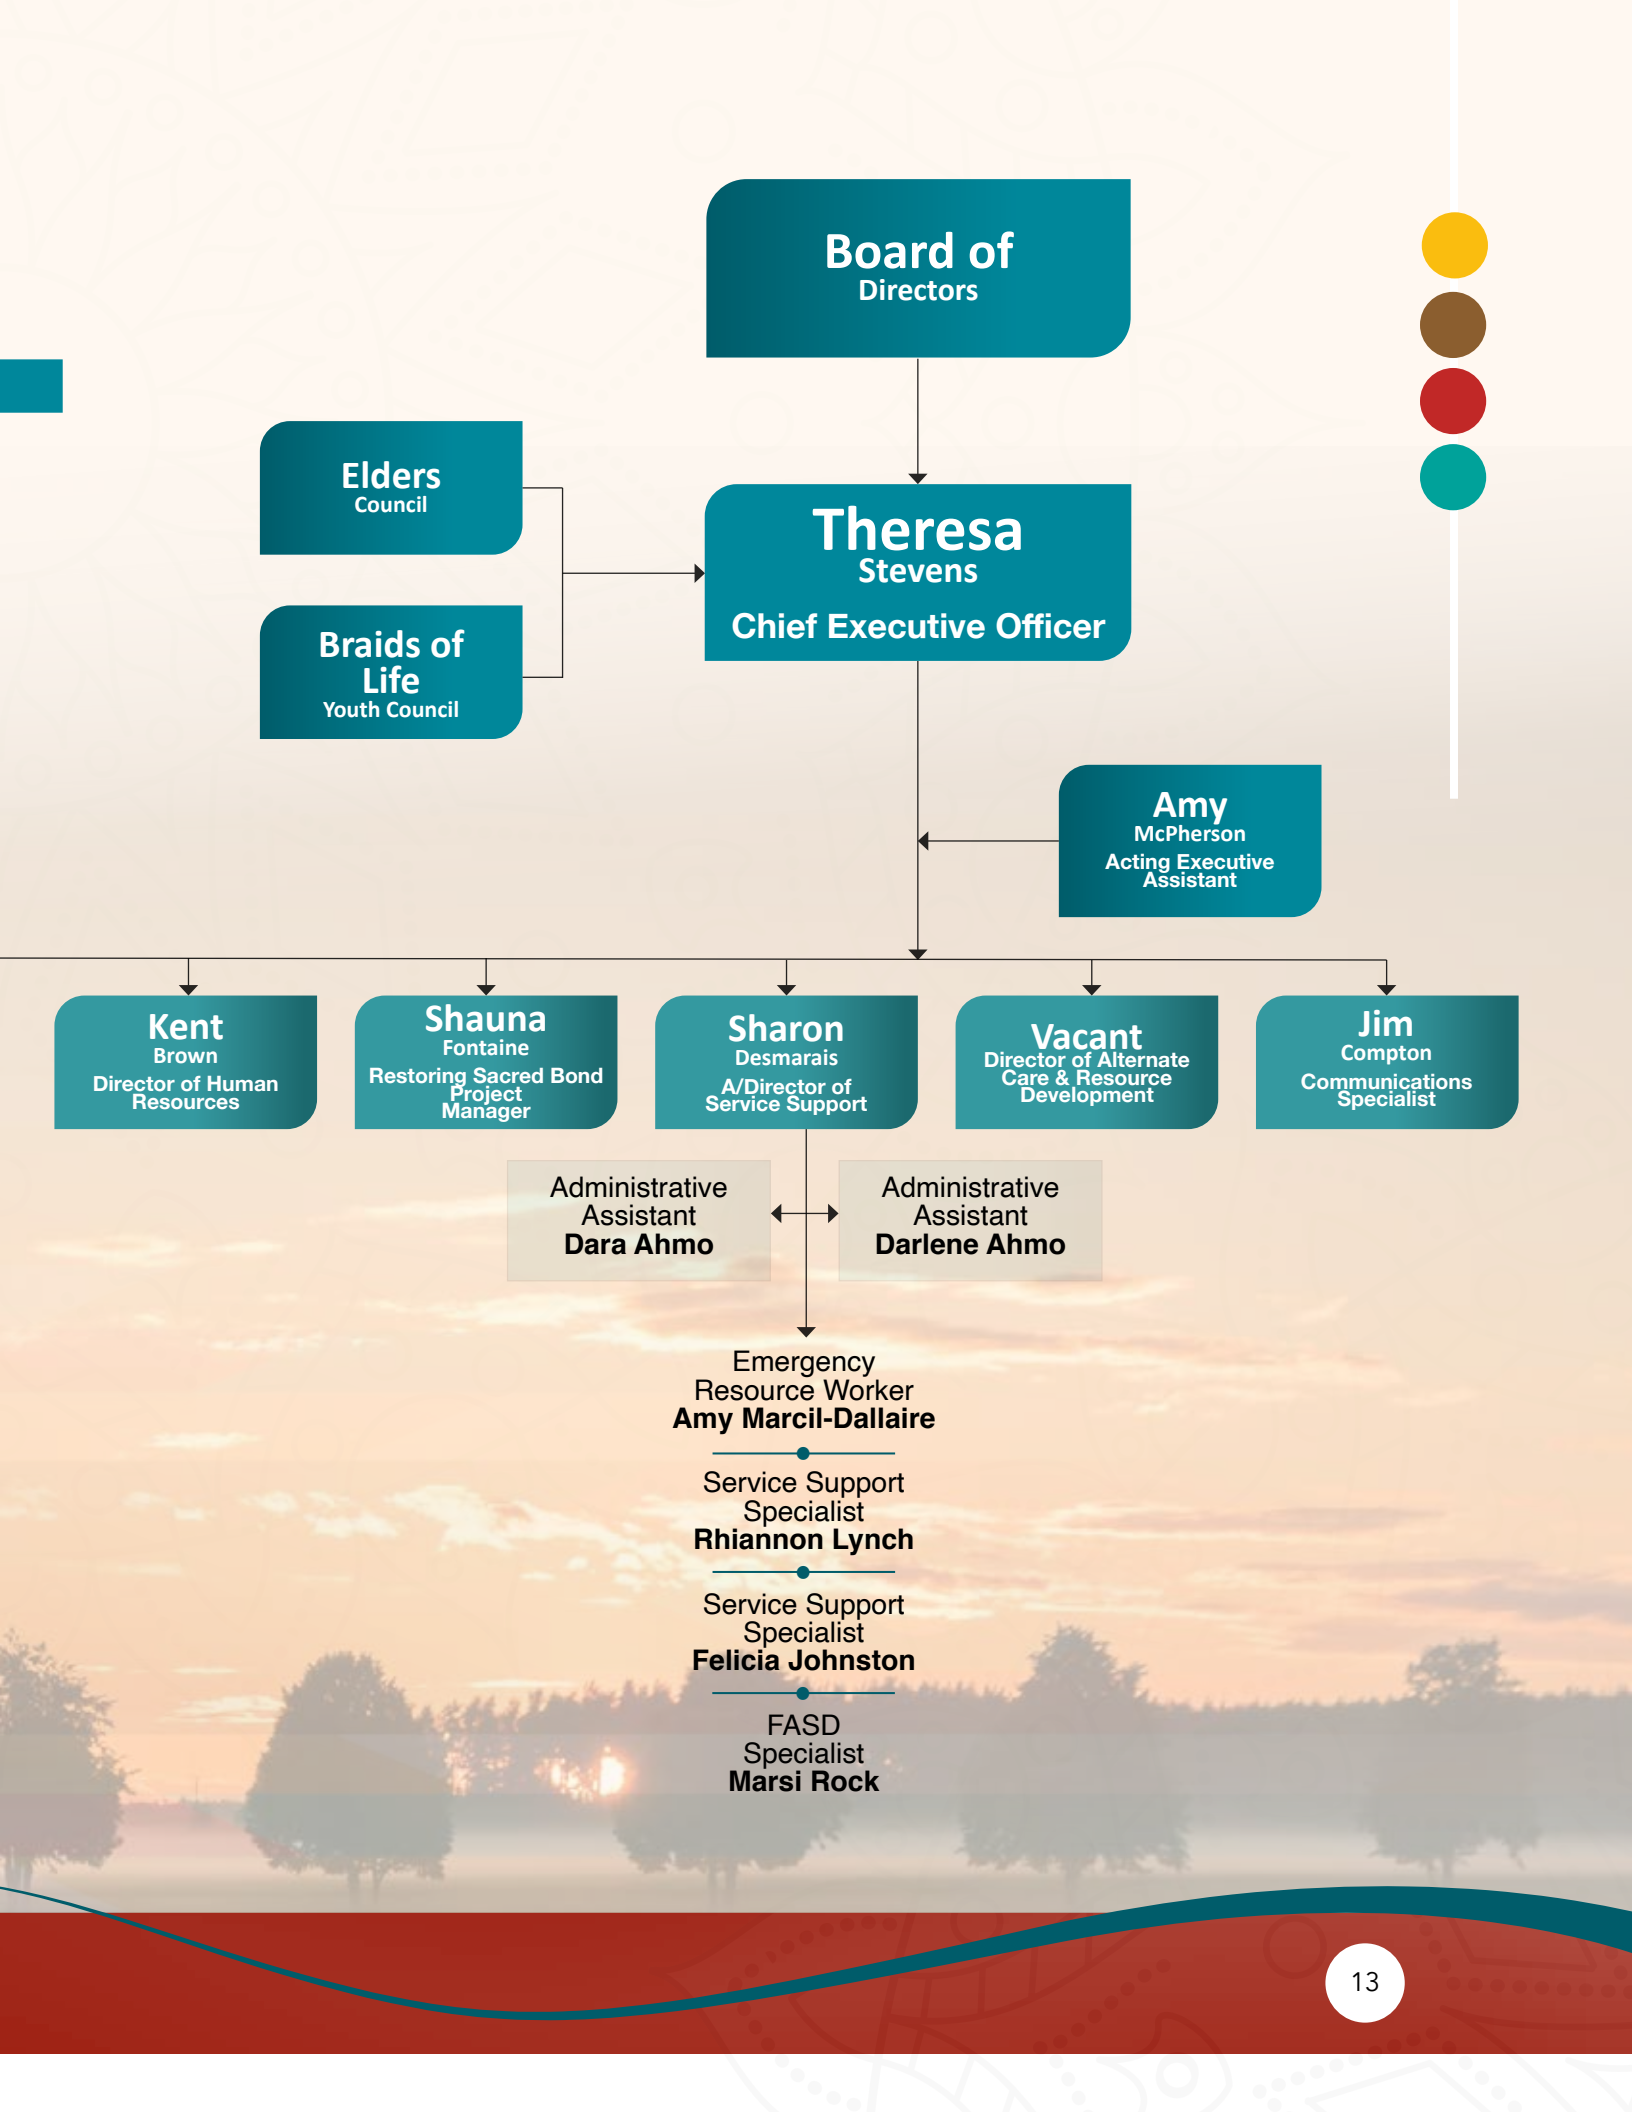 Board of
Directors
Elders
Council
Theresa
Stevens
Chief Executive Officer
Braids of
Life
Youth Council
Amy
McPherson
Acting Executive
Assistant
Kent
Brown
Director of Human
Resources
Shauna
Fontaine
Restoring Sacred Bond
Project
Manager
Sharon
Desmarais
A/Director of
Service Support
Vacant
Director of Alternate
Care & Resource
Development
Jim
Compton
Communications
Specialist
Administrative
Assistant
Dara Ahmo
Administrative
Assistant
Darlene Ahmo
Emergency
Resource Worker
Amy Marcil-Dallaire
Service Support
Specialist
Rhiannon Lynch
Service Support
Specialist
Felicia Johnston
FASD
Specialist
Marsi Rock
13